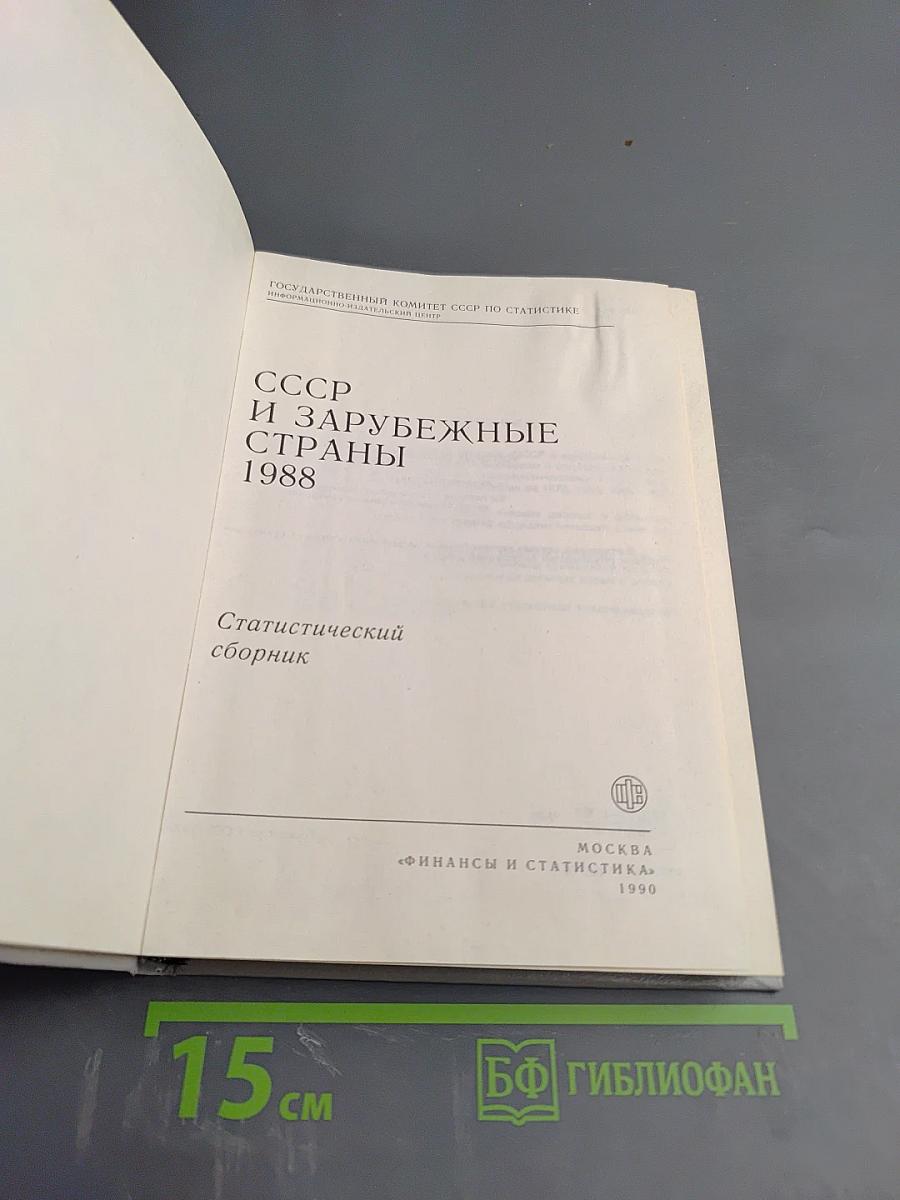 ГОСУДАРСТВЕННЫЙ КОМИТЕТ СССР ПО СТАТИСТИКЕ
ИНФОРМАЦИОННО-ИЗДАТЕЛЬСКИЙ ЦЕНТР
СССР
И ЗАРУБЕЖНЫЕ
СТРАНЫ
1988
Статистический
сборник
МОСКВА
«ФИНАНСЫ И СТАТИСТИКА»
1990
15 см
БФ ГИБЛИОФАН